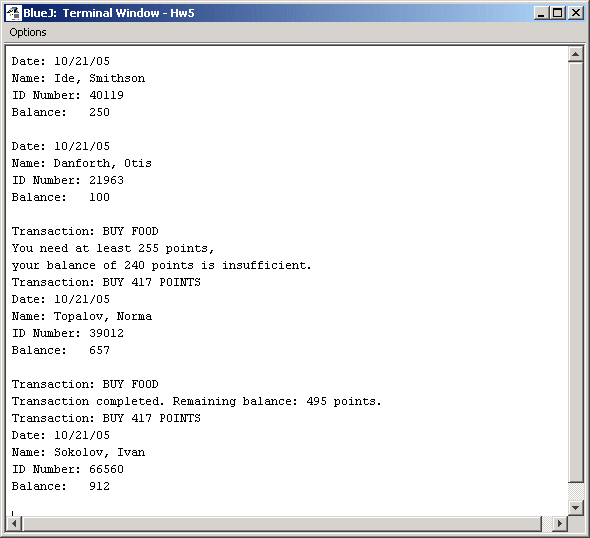 BlueJ: Terminal Window - Hw5
Options
Date: 10/21/05
Name: Ide, Smithson
ID Number: 40119
Balance:   250
Date: 10/21/05
Name: Danforth, Otis
ID Number: 21963
Balance:   100
Transaction: BUY FOOD
You need at least 255 points,
your balance of 240 points is insufficient.
Transaction: BUY 417 POINTS
Date: 10/21/05
Name: Topalov, Norma
ID Number: 39012
Balance:   657
Transaction: BUY FOOD
Transaction completed. Remaining balance: 495 points.
Transaction: BUY 417 POINTS
Date: 10/21/05
Name: Sokolov, Ivan
ID Number: 66560
Balance:   912